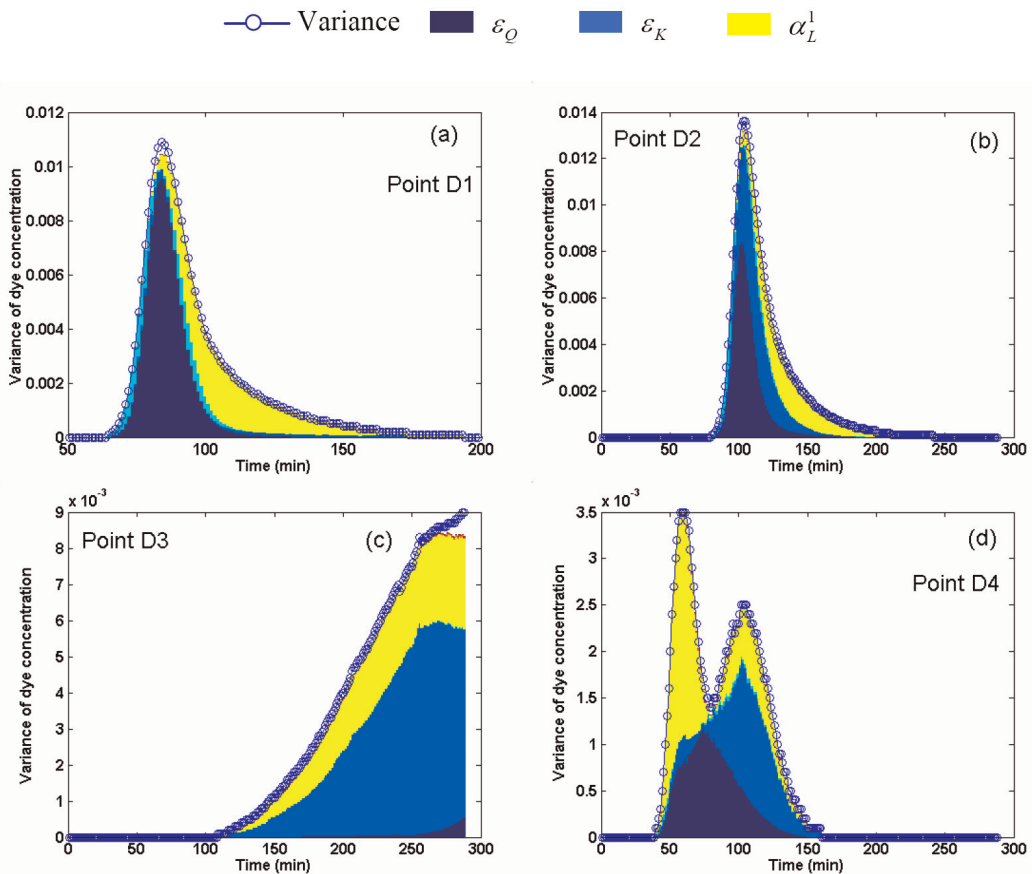 Variance ε_Q ε_K α_L^1
0.012
0.01
0.008
0.006
0.004
0.002
0
50 100 150 200
Variance of dye concentration
Time (min)
(a)
Point D1
0.014
0.012
0.01
0.008
0.006
0.004
0.002
0
0 50 100 150 200 250 300
Variance of dye concentration
Time (min)
Point D2
(b)
x 10^-3
9
8
7
6
5
4
3
2
1
0
0 50 100 150 200 250 300
Variance of dye concentration
Time (min)
Point D3
(c)
x 10^-3
3.5
3
2.5
2
1.5
1
0.5
0
0 50 100 150 200 250 300
Variance of dye concentration
Time (min)
(d)
Point D4